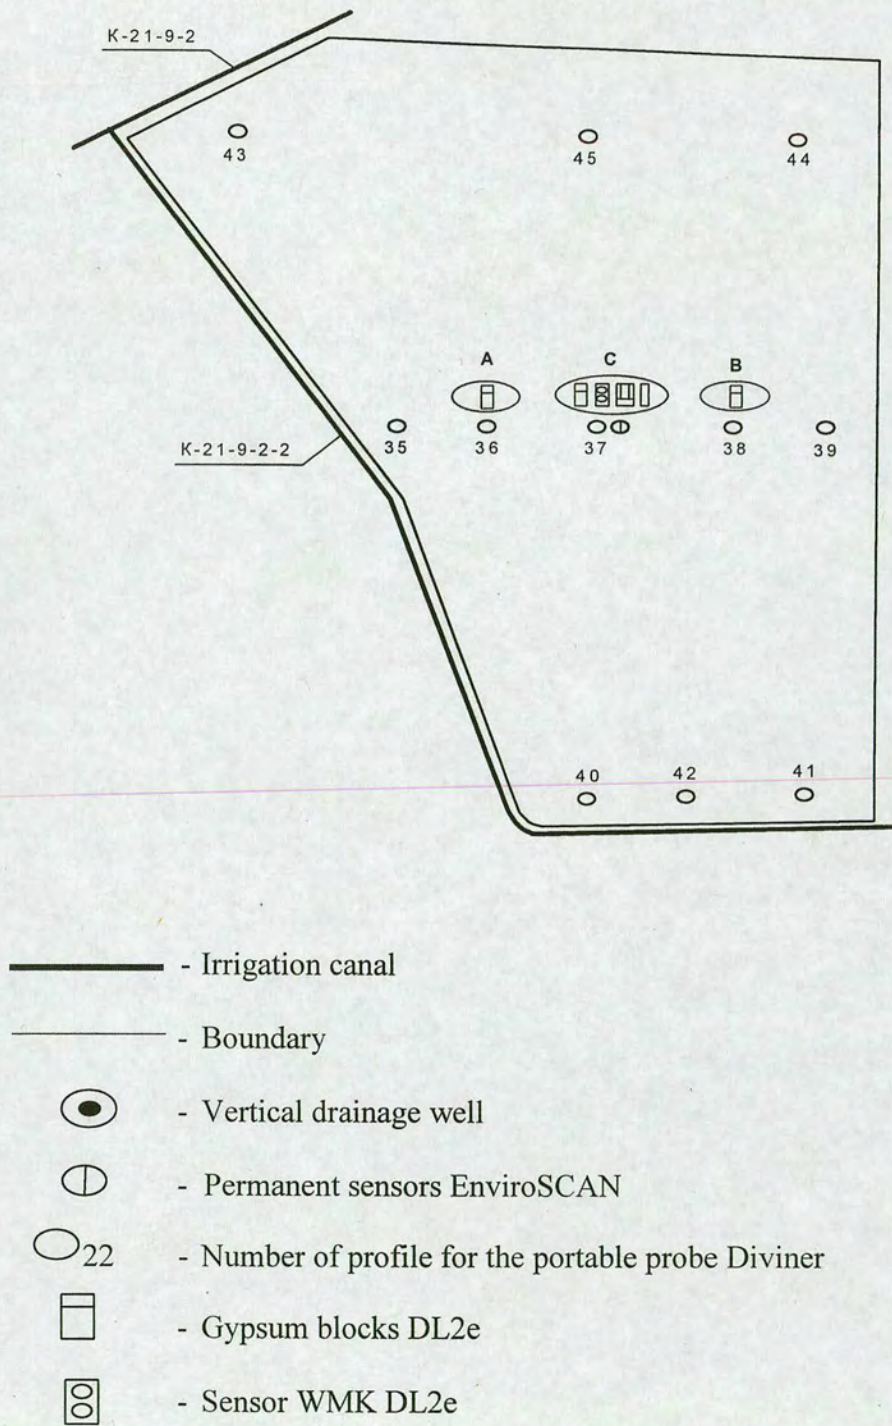 K-21-9-2
43
45
44
A
C
B
35
36
37
38
39
K-21-9-2-2
40
42
41
- Irrigation canal
- Boundary
- Vertical drainage well
- Permanent sensors EnviroSCAN
22 - Number of profile for the portable probe Diviner
- Gypsum blocks DL2e
- Sensor WMK DL2e